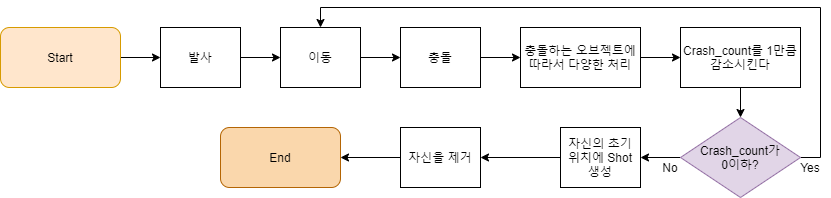 Start
발사
이동
충돌
충돌하는 오브젝트에
따라서 다양한 처리
Crash_count를 1만큼
감소시킨다
Crash_count가
0이하?
No
Yes
자신의 초기
위치에 Shot
생성
자신을 제거
End